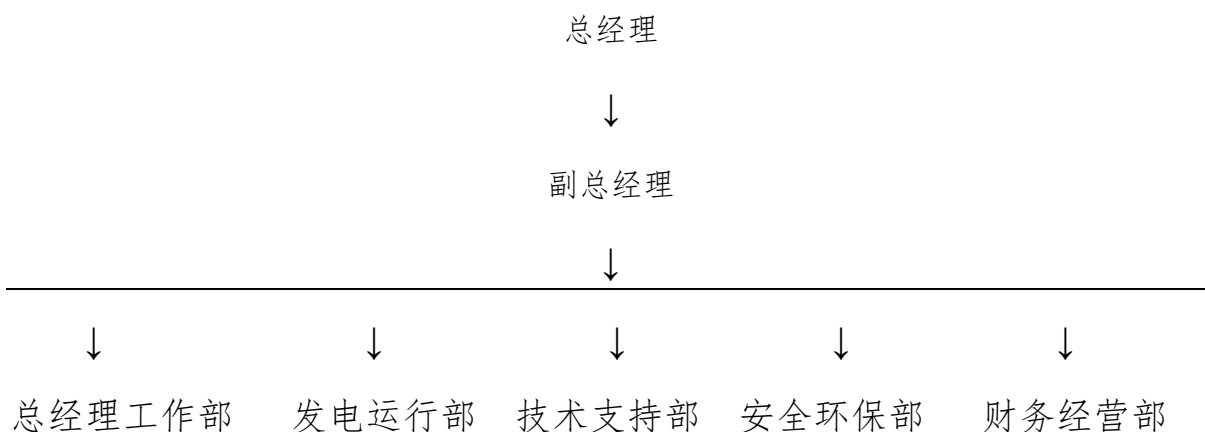 总经理
↓
副总经理
↓
↓ ↓ ↓ ↓ ↓
总经理工作部 发电运行部 技术支持部 安全环保部 财务经营部